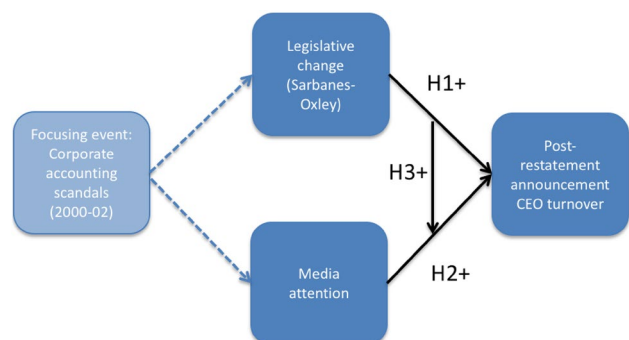 Legislative
change
(Sarbanes-
Oxley)
H1+
Focusing event:
Corporate
accounting
scandals
(2000-02)
H3+
Post-
restatement
announcement
CEO turnover
Media
attention
H2+